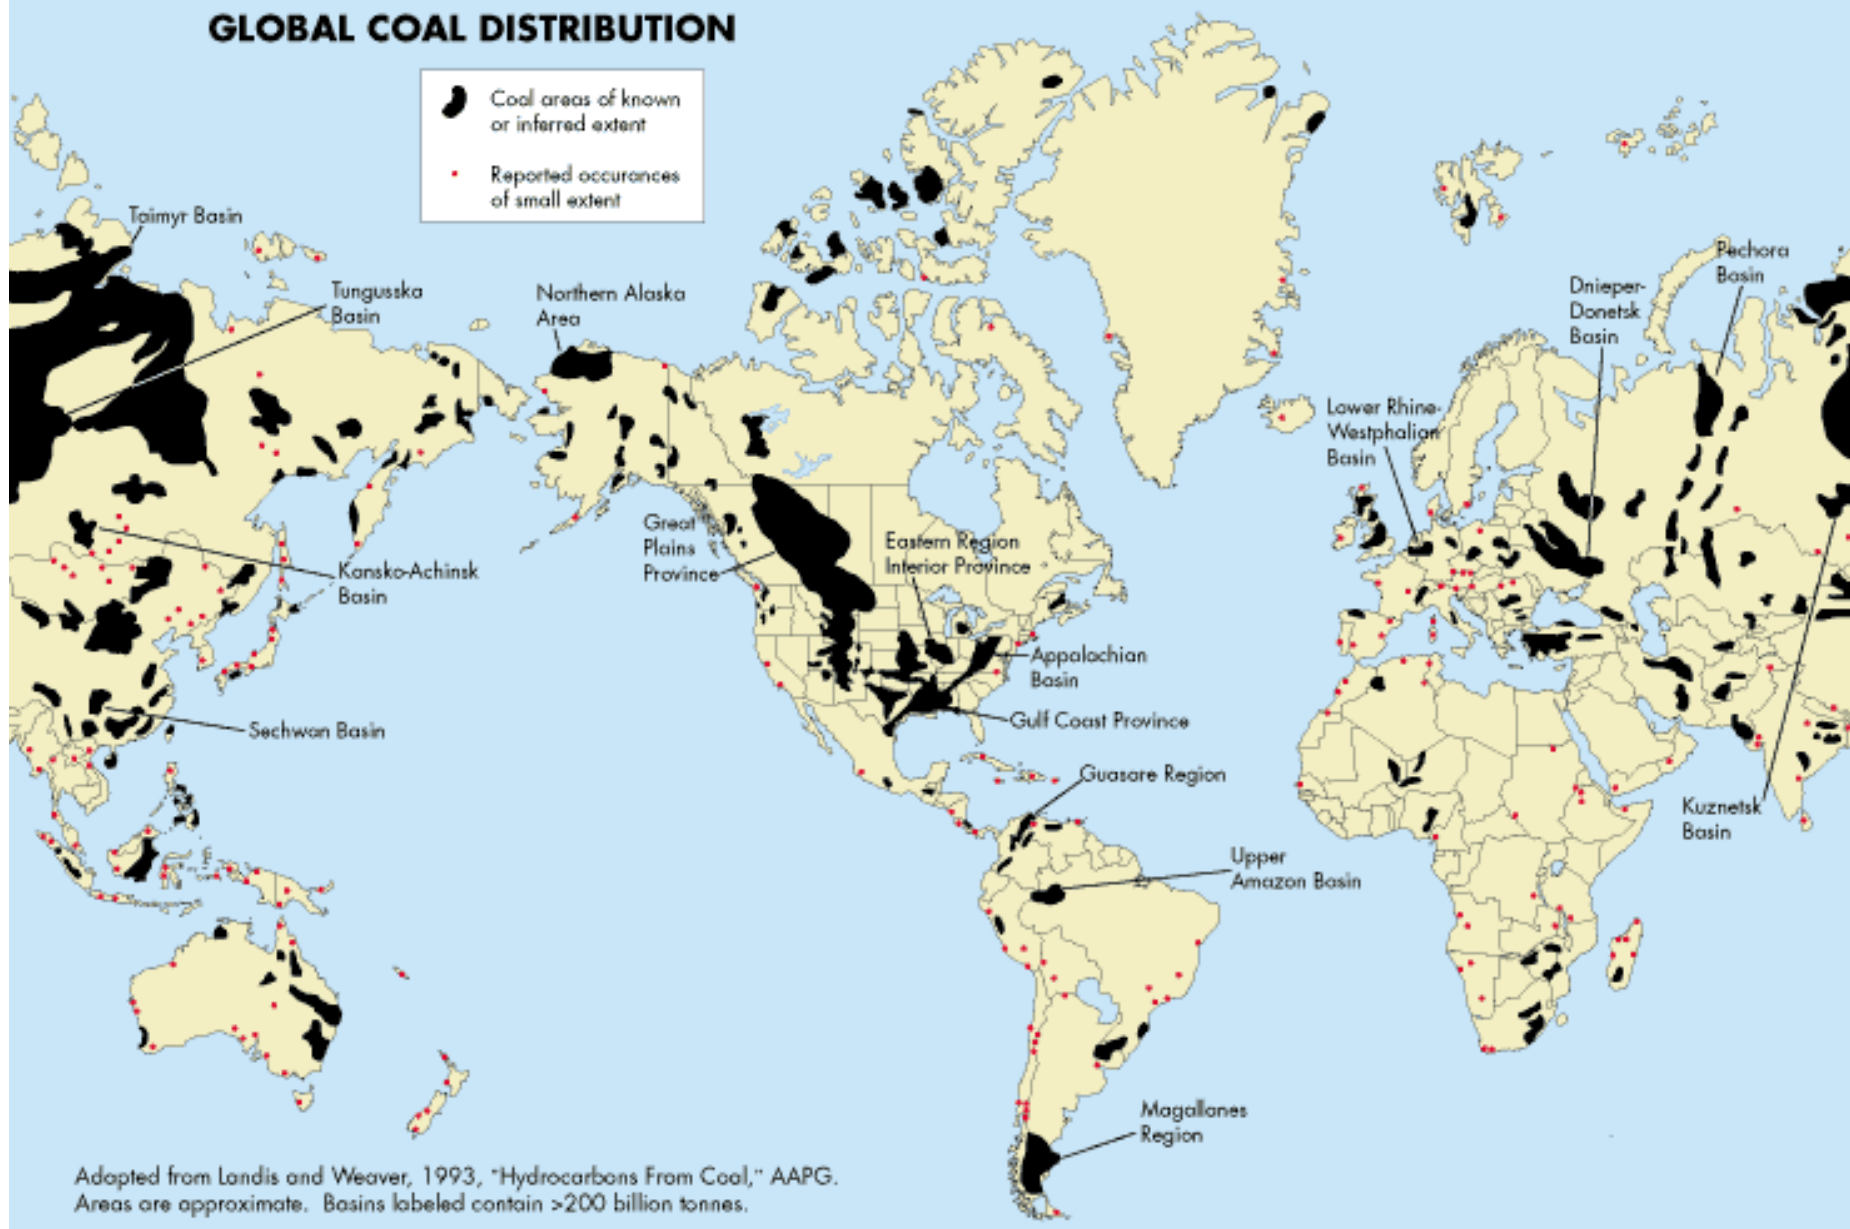 GLOBAL COAL DISTRIBUTION
Coal areas of known
or inferred extent
Reported occurances
of small extent
Taimyr Basin
Tungusska
Basin
Northern Alaska
Area
Pechora
Basin
Dnieper-
Donetsk
Basin
Lower Rhine-
Westphalian
Basin
Great
Plains
Province
Eastern Region
Interior Province
Kansko-Achinsk
Basin
Appalachian
Basin
Sechwan Basin
Gulf Coast Province
Guasare Region
Kuznetsk
Basin
Upper
Amazon Basin
Magallanes
Region
Adapted from Landis and Weaver, 1993, "Hydrocarbons From Coal," AAPG.
Areas are approximate. Basins labeled contain >200 billion tonnes.